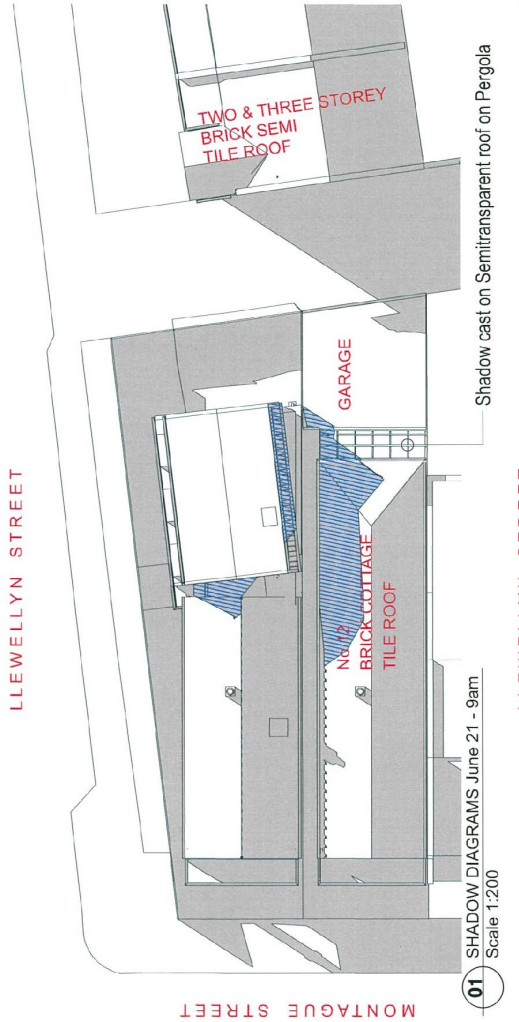 LLEWELLYN STREET
TWO & THREE STOREY
BRICK SEMI
TILE ROOF
GARAGE
No 12
BRICK COTTAGE
TILE ROOF
Shadow cast on Semitransparent roof on Pergola
MONTAGUE STREET
01
SHADOW DIAGRAMS June 21 - 9am
Scale 1:200